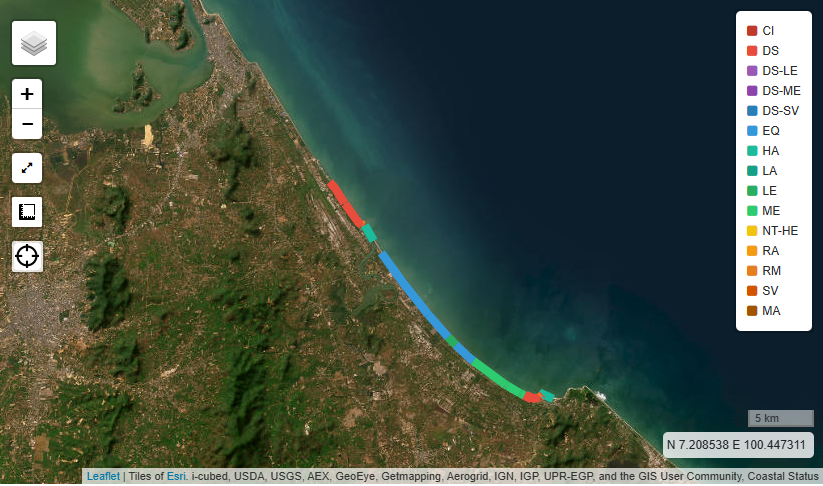 CI
DS
DS-LE
DS-ME
DS-SV
EQ
HA
LA
LE
ME
NT-HE
RA
RM
SV
MA
+
−
5 km
N 7.208538 E 100.447311
Leaflet | Tiles of Esri. i-cubed, USDA, USGS, AEX, GeoEye, Getmapping, Aerogrid, IGN, IGP, UPR-EGP, and the GIS User Community, Coastal Status